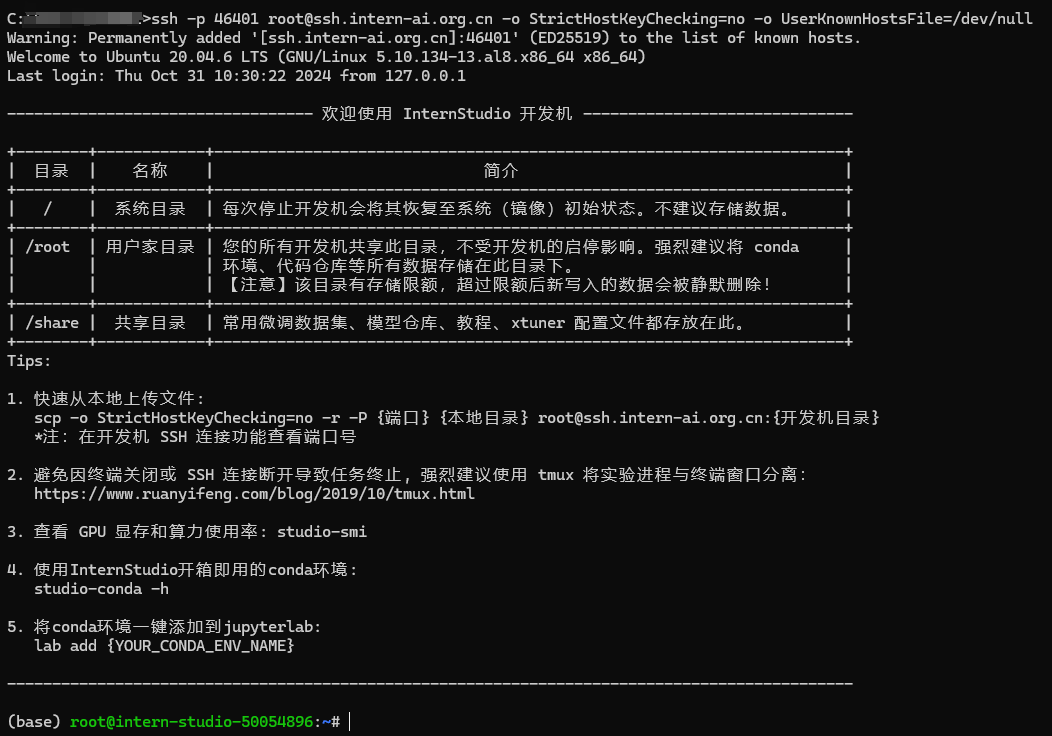 C:\>ssh -p 46401 root@ssh.intern-ai.org.cn -o StrictHostKeyChecking=no -o UserKnownHostsFile=/dev/null
Warning: Permanently added '[ssh.intern-ai.org.cn]:46401' (ED25519) to the list of known hosts.
Welcome to Ubuntu 20.04.6 LTS (GNU/Linux 5.10.134-13.al8.x86_64 x86_64)
Last login: Thu Oct 31 10:30:22 2024 from 127.0.0.1
---------------------------------- 欢迎使用 InternStudio 开发机 ------------------------------
+--------+------------+----------------------------------------------------------------------+
| 目录 | 名称 | 简介 |
+--------+------------+----------------------------------------------------------------------+
| / | 系统目录 | 每次停止开发机会将其恢复至系统（镜像）初始状态。不建议存储数据。 |
+--------+------------+----------------------------------------------------------------------+
| /root | 用户家目录 | 您的所有开发机共享此目录，不受开发机的启停影响。强烈建议将 conda |
| | | 环境、代码仓库等所有数据存储在此目录下。 |
| | | 【注意】该目录有存储限额，超过限额后新写入的数据会被静默删除！ |
+--------+------------+----------------------------------------------------------------------+
| /share | 共享目录 | 常用微调数据集、模型仓库、教程、xtuner 配置文件都存放在此。 |
+--------+------------+----------------------------------------------------------------------+
Tips:
1. 快速从本地上传文件：
scp -o StrictHostKeyChecking=no -r -P {端口} {本地目录} root@ssh.intern-ai.org.cn:{开发机目录}
*注：在开发机 SSH 连接功能查看端口号
2. 避免因终端关闭或 SSH 连接断开导致任务终止，强烈建议使用 tmux 将实验进程与终端窗口分离：
https://www.ruanyifeng.com/blog/2019/10/tmux.html
3. 查看 GPU 显存和算力使用率：studio-smi
4. 使用InternStudio开箱即用的conda环境：
studio-conda -h
5. 将conda环境一键添加到jupyterlab:
lab add {YOUR_CONDA_ENV_NAME}
----------------------------------------------------------------------------------------------
(base) root@intern-studio-50054896:~#